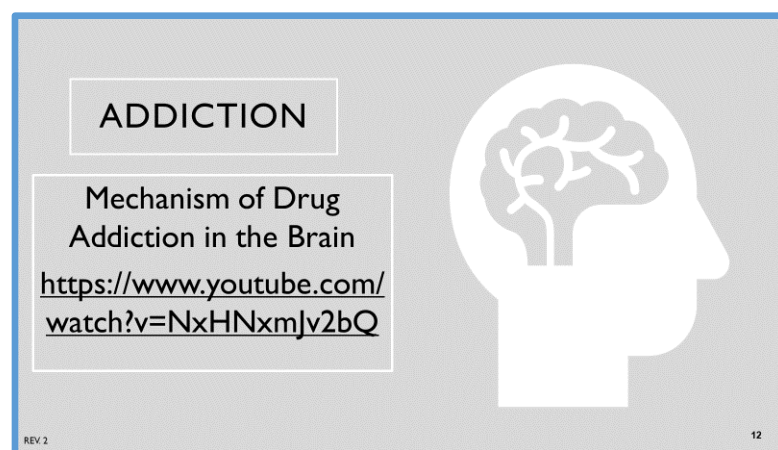 ADDICTION
Mechanism of Drug
Addiction in the Brain
https://www.youtube.com/
watch?v=NxHNxmJv2bQ
REV. 2
12